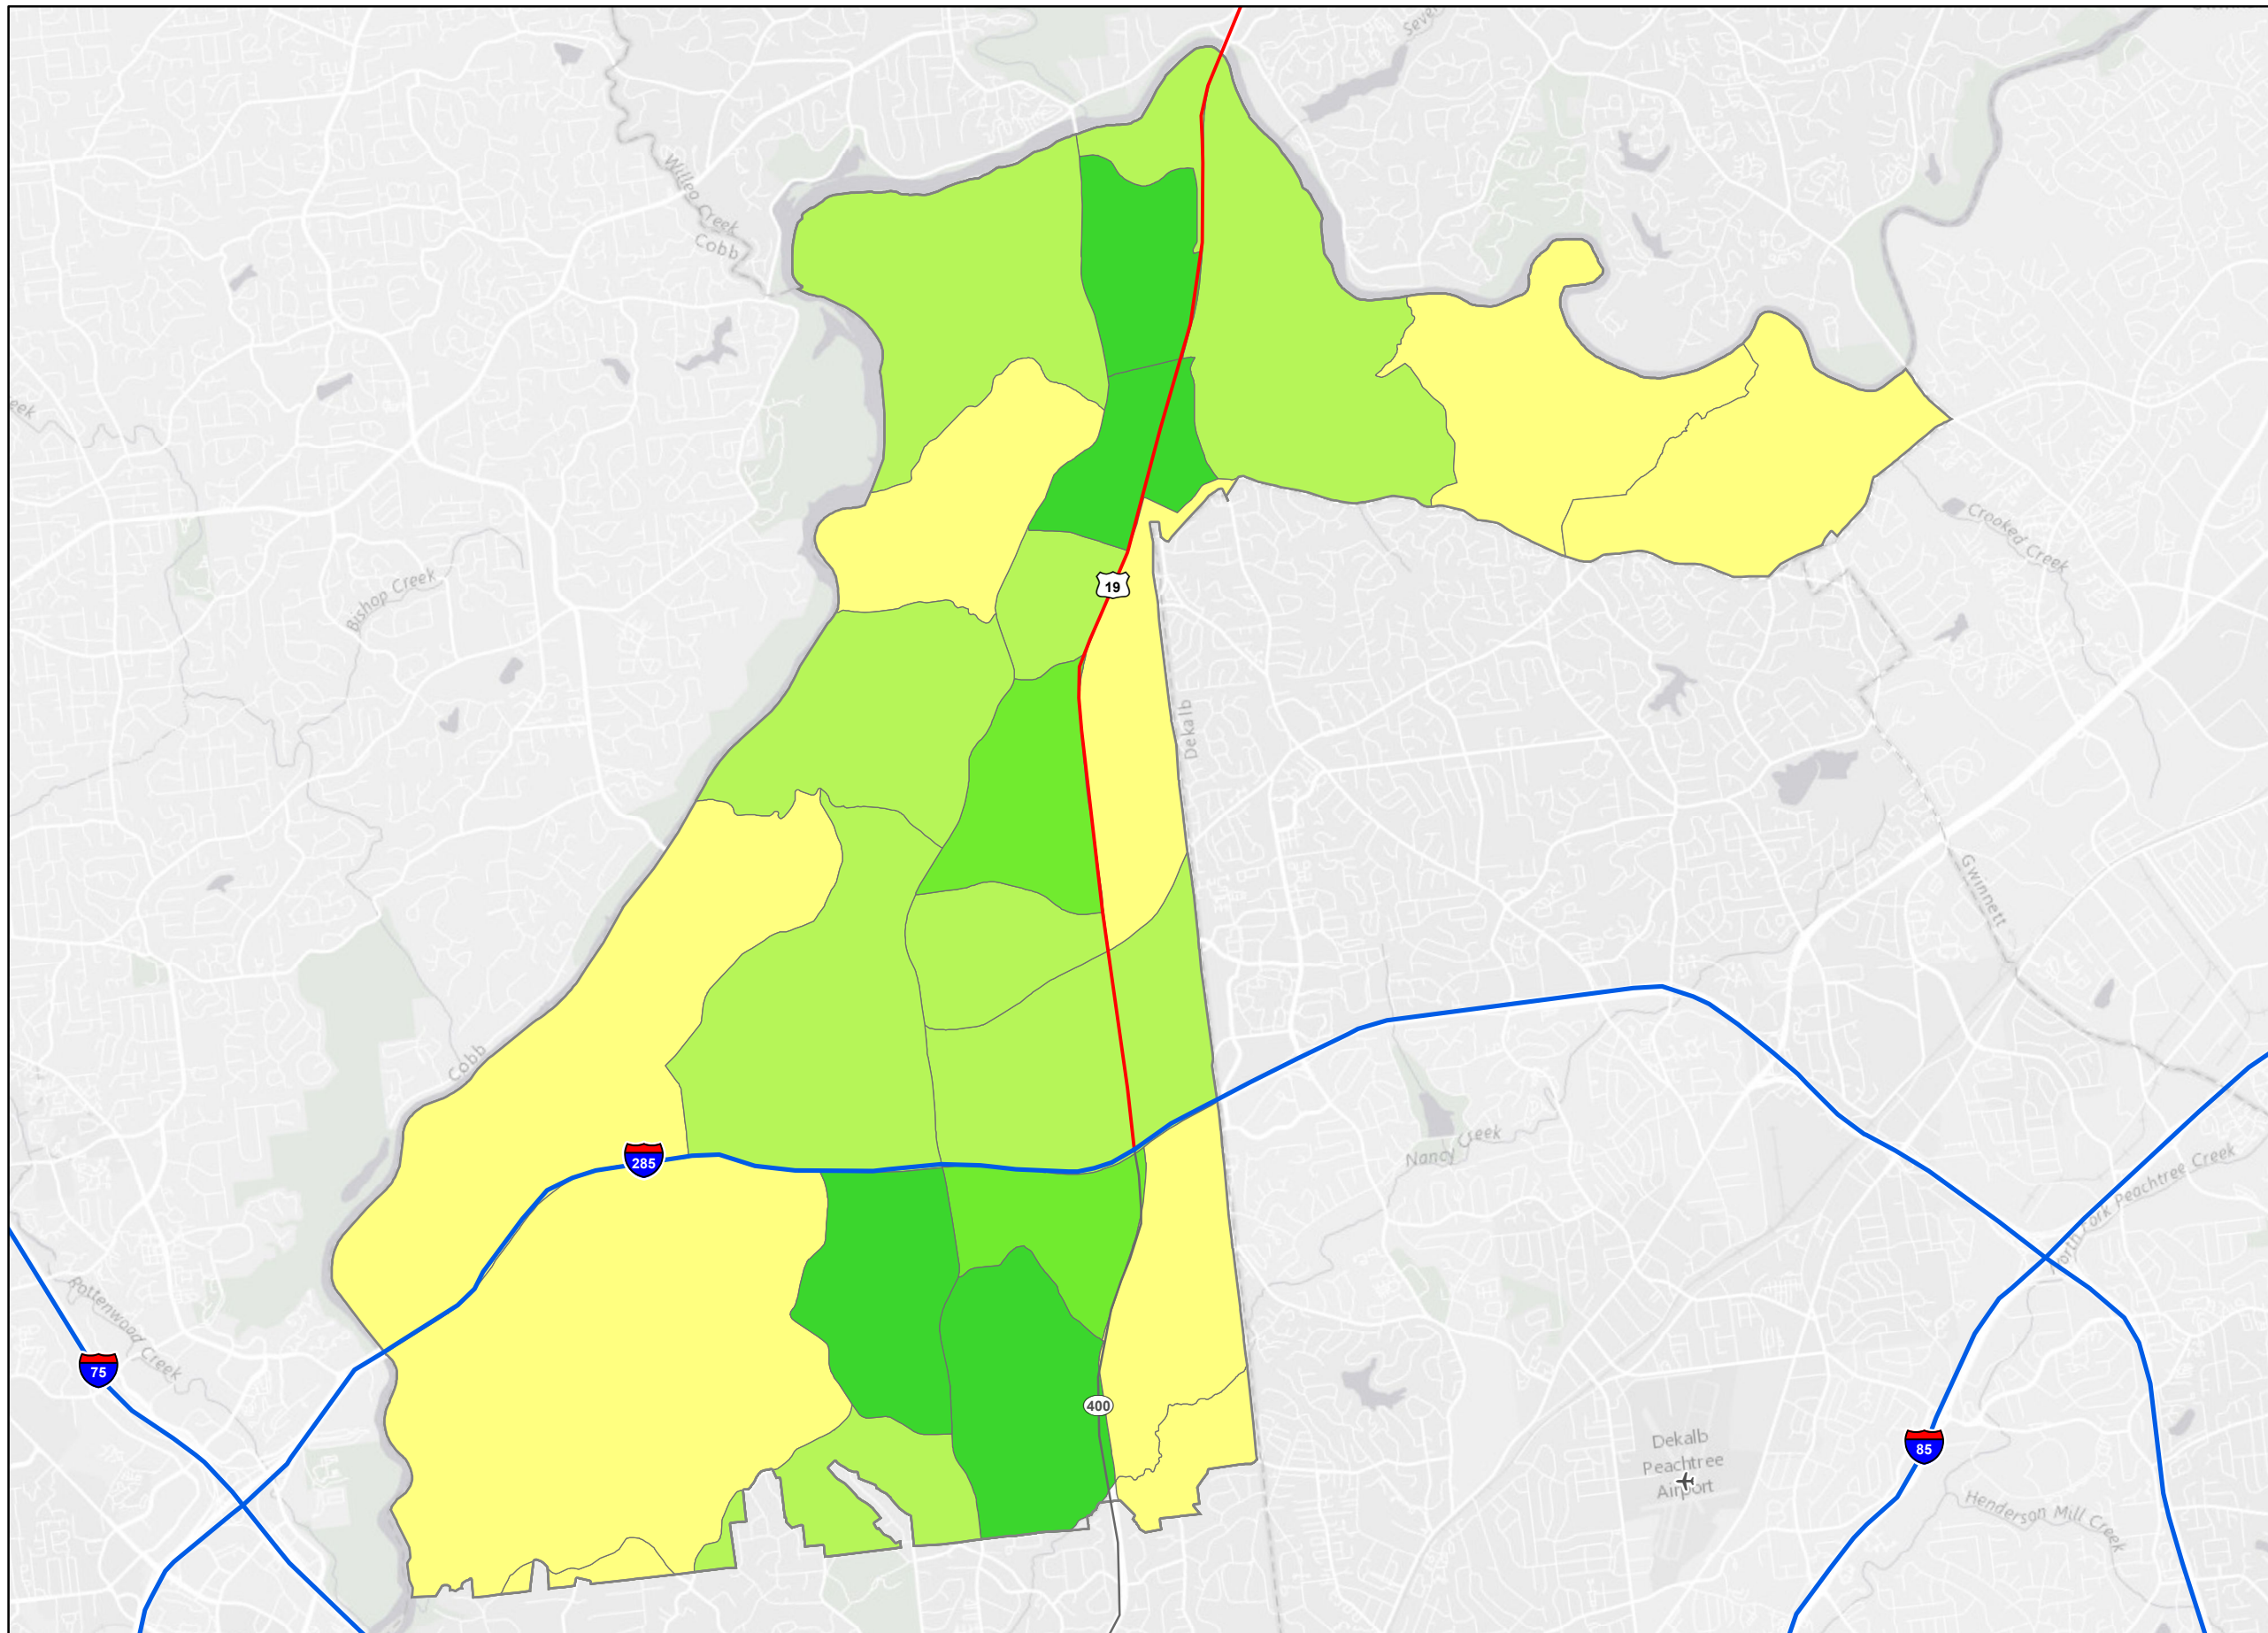 Willeo Creek
Cobb
Bishop Creek
Crooked Creek
19
Dekalb
Gwinnett
Cobb
285
Nancy Creek
North Fork Peachtree Creek
Rottenwood Creek
75
400
85
Dekalb
Peachtree
Airport
Henderson Mill Creek